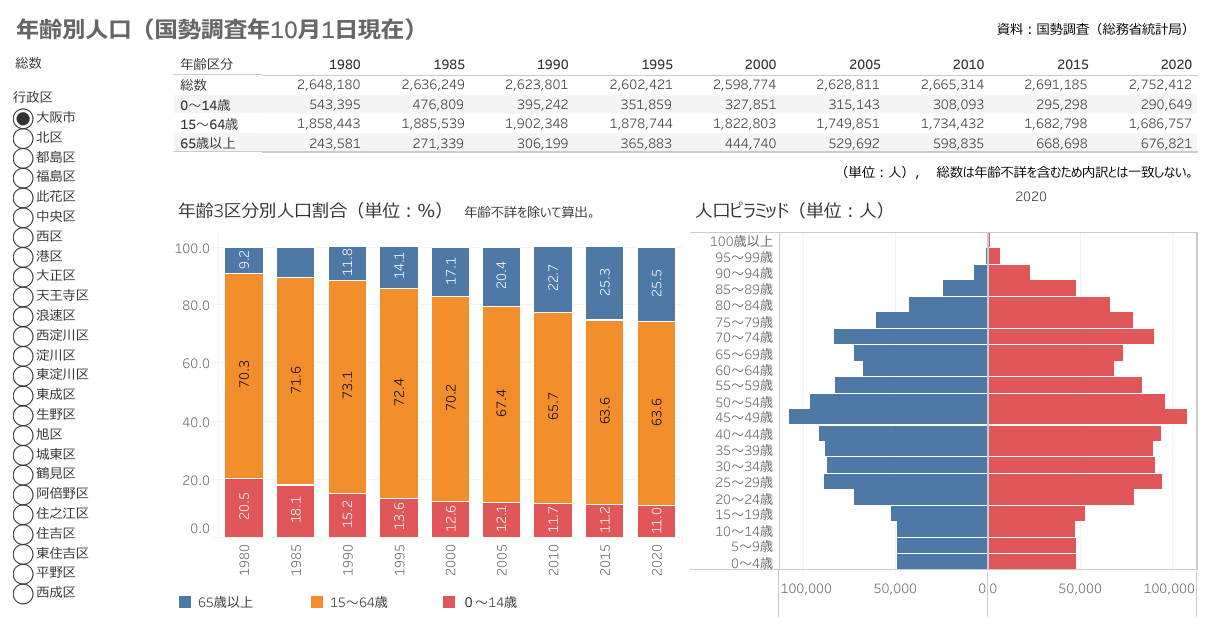 年齢別人口（国勢調査年10月1日現在）
資料：国勢調査（総務省統計局）
総数
行政区
大阪市
北区
都島区
福島区
此花区
中央区
西区
港区
大正区
天王寺区
浪速区
西淀川区
淀川区
東淀川区
東成区
生野区
旭区
城東区
鶴見区
阿倍野区
住之江区
住吉区
東住吉区
平野区
西成区
年齢区分 1980 1985 1990 1995 2000 2005 2010 2015 2020
総数 2,648,180 2,636,249 2,623,801 2,602,421 2,598,774 2,628,811 2,665,314 2,691,185 2,752,412
0～14歳 543,395 476,809 395,242 351,859 327,851 315,143 308,093 295,298 290,649
15～64歳 1,858,443 1,885,539 1,902,348 1,878,744 1,822,803 1,749,851 1,734,432 1,682,798 1,686,757
65歳以上 243,581 271,339 306,199 365,883 444,740 529,692 598,835 668,698 676,821
（単位：人）， 総数は年齢不詳を含むため内訳とは一致しない。
年齢3区分別人口割合（単位：%） 年齢不詳を除いて算出。
100.0
80.0
60.0
40.0
20.0
0.0
9.2 11.8 14.1 17.1 20.4 22.7 25.3 25.5
70.3 71.6 73.1 72.4 70.2 67.4 65.7 63.6 63.6
20.5 18.1 15.2 13.6 12.6 12.1 11.7 11.2 11.0
1980 1985 1990 1995 2000 2005 2010 2015 2020
65歳以上 15～64歳 0～14歳
人口ピラミッド（単位：人）
2020
100歳以上
95～99歳
90～94歳
85～89歳
80～84歳
75～79歳
70～74歳
65～69歳
60～64歳
55～59歳
50～54歳
45～49歳
40～44歳
35～39歳
30～34歳
25～29歳
20～24歳
15～19歳
10～14歳
5～9歳
0～4歳
100,000 50,000 0 0 50,000 100,000